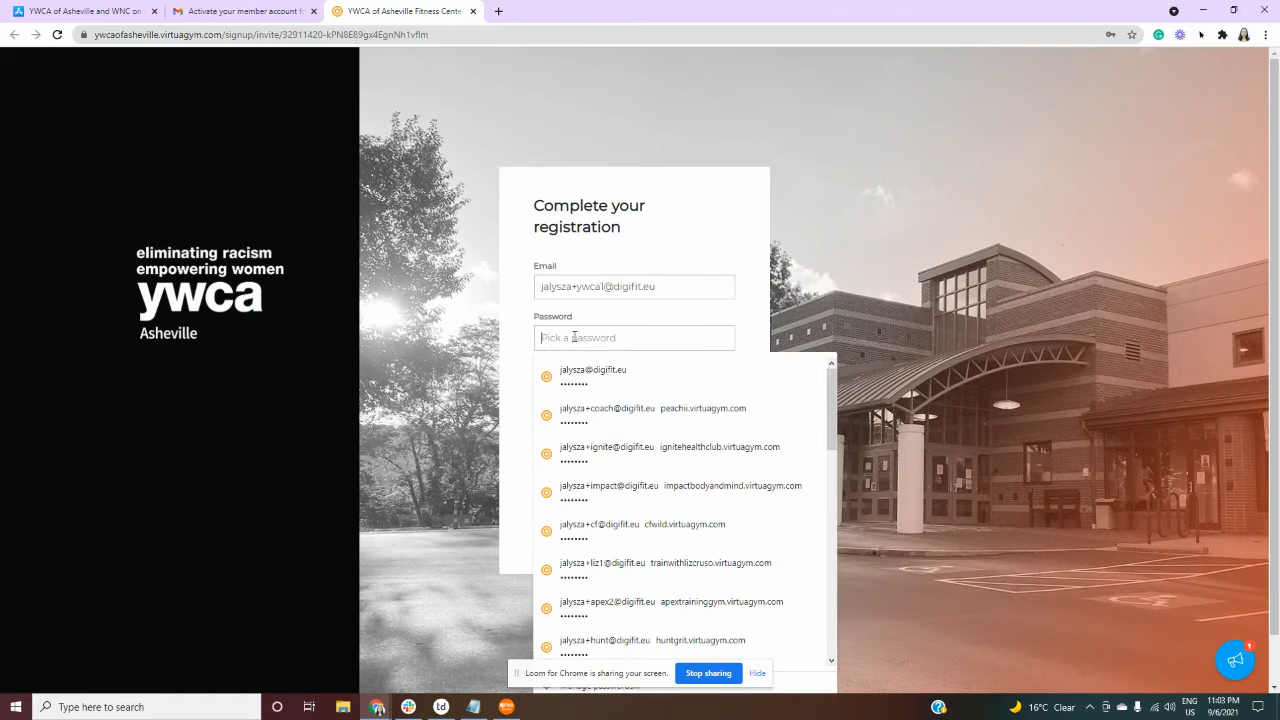 YWCA of Asheville and WNC on
Activate your member account f
YWCA of Asheville Fitness Cente
ywcaofasheville.virtuagym.com/signup/invite/32911420-kPN8E89gx4EgnNh1vflm
eliminating racism
empowering women
ywca
Asheville
Complete your
registration
Email
jalysza+ywca1@digifit.eu
Password
Pick a password
jalysza@digifit.eu
••••••••
jalysza+coach@digifit.eu peachii.virtuagym.com
••••••••
jalysza+ignite@digifit.eu ignitehealthclub.virtuagym.com
••••••••
jalysza+impact@digifit.eu impactbodyandmind.virtuagym.com
••••••••
jalysza+cf@digifit.eu cfwild.virtuagym.com
••••••••
jalysza+liz1@digifit.eu trainwithlizcruso.virtuagym.com
••••••••
jalysza+apex2@digifit.eu apextraininggym.virtuagym.com
••••••••
jalysza+hunt@digifit.eu huntgrit.virtuagym.com
••••••••
Loom for Chrome is sharing your screen.
Stop sharing
Hide
Manage passwords...
1
Type here to search
td
16°C Clear
ENG
US
11:03 PM
9/6/2021